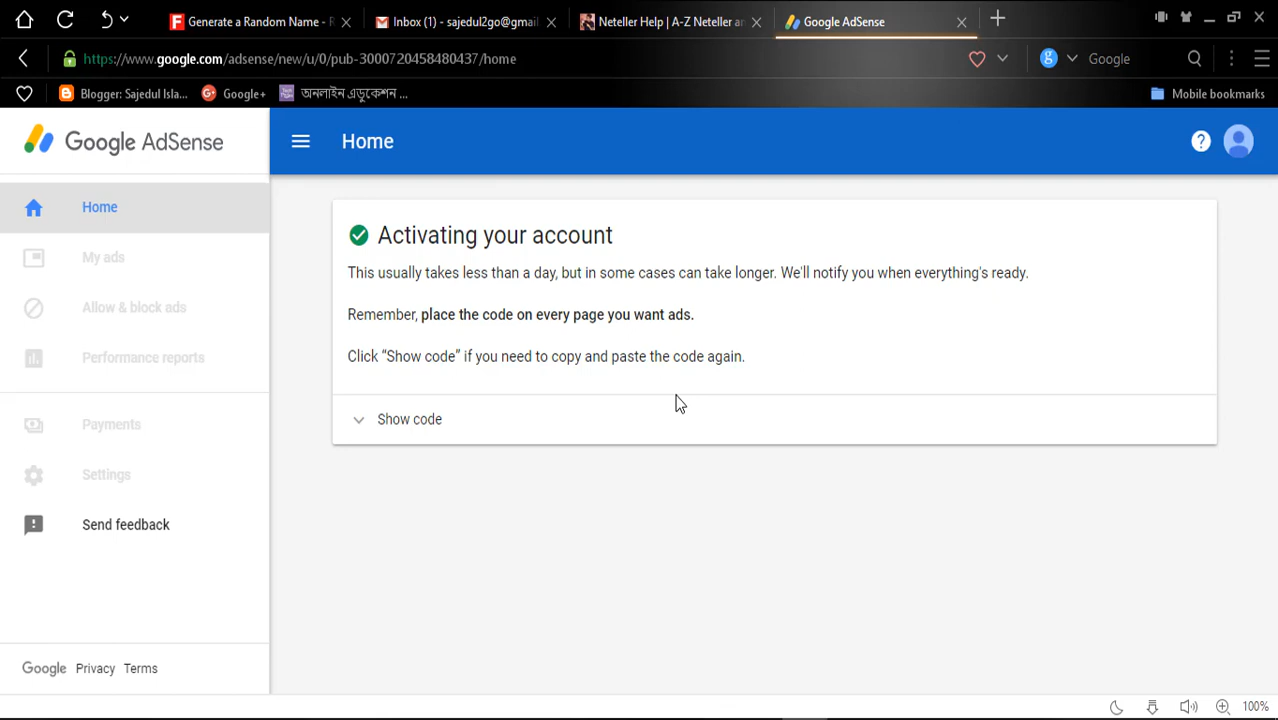 Generate a Random Name - F
Inbox (1) - sajedul2go@gmail
Neteller Help | A-Z Neteller an
Google AdSense
https://www.google.com/adsense/new/u/0/pub-3000720458480437/home
g
Google
Blogger: Sajedul Isla...
G+
Google+
অনলাইন এডুকেশন ...
Mobile bookmarks
Google AdSense
Home
?
Home
My ads
Allow & block ads
Performance reports
Payments
Settings
Send feedback
Activating your account
This usually takes less than a day, but in some cases can take longer. We'll notify you when everything's ready.
Remember, place the code on every page you want ads.
Click “Show code” if you need to copy and paste the code again.
Show code
Google Privacy Terms
100%